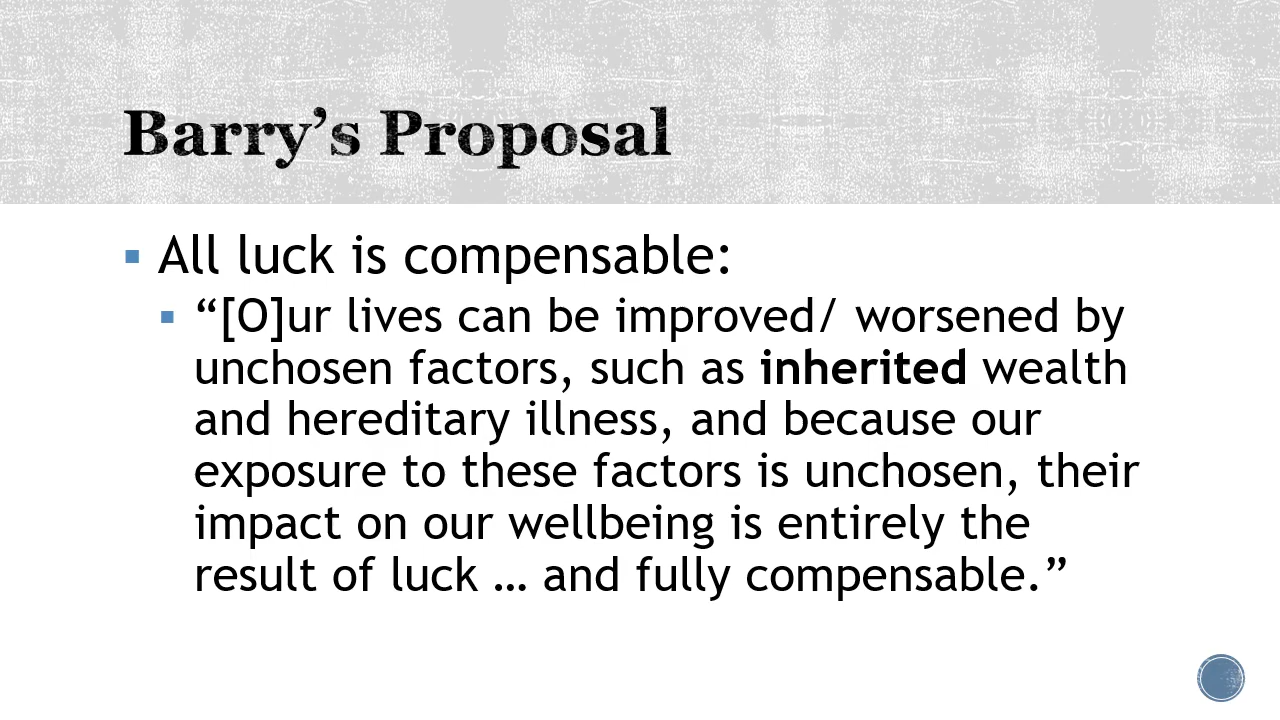 Barry’s Proposal
All luck is compensable:
“[O]ur lives can be improved/ worsened by
unchosen factors, such as inherited wealth
and hereditary illness, and because our
exposure to these factors is unchosen, their
impact on our wellbeing is entirely the
result of luck … and fully compensable.”